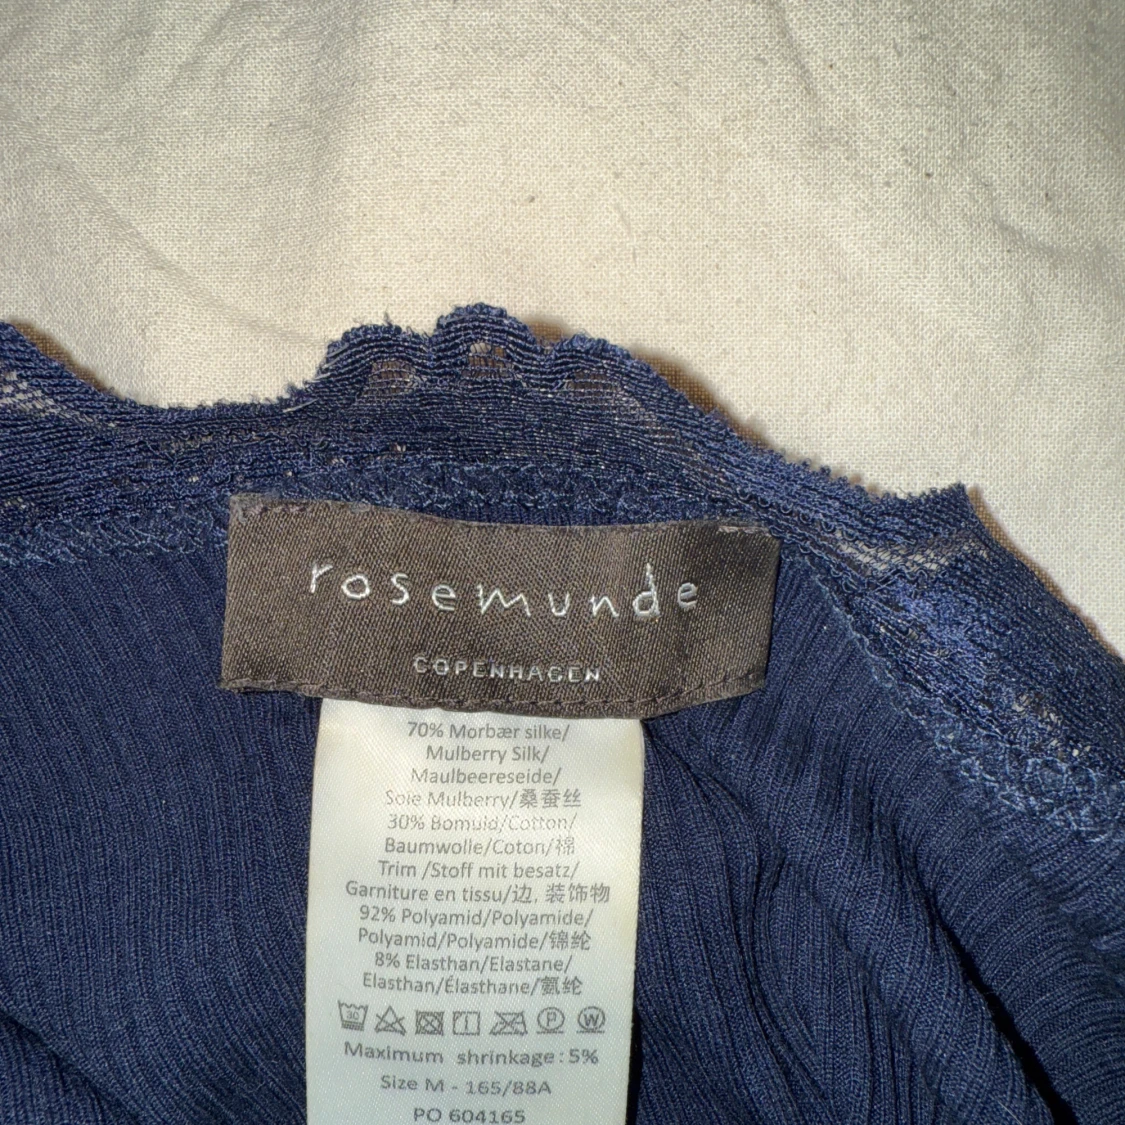 rosemunde
COPENHAGEN
70% Morbær silke/
Mulberry Silk/
Maulbeereseide/
Soie Mulberry/桑蚕丝
30% Bomuld/Cotton/
Baumwolle/Coton/棉
Trim /Stoff mit besatz/
Garniture en tissu/边, 装饰物
92% Polyamid/Polyamide/
Polyamid/Polyamide/锦纶
8% Elasthan/Elastane/
Elasthan/Élasthane/氨纶
30 P W
Maximum shrinkage: 5%
Size M - 165/88A
PO 604165